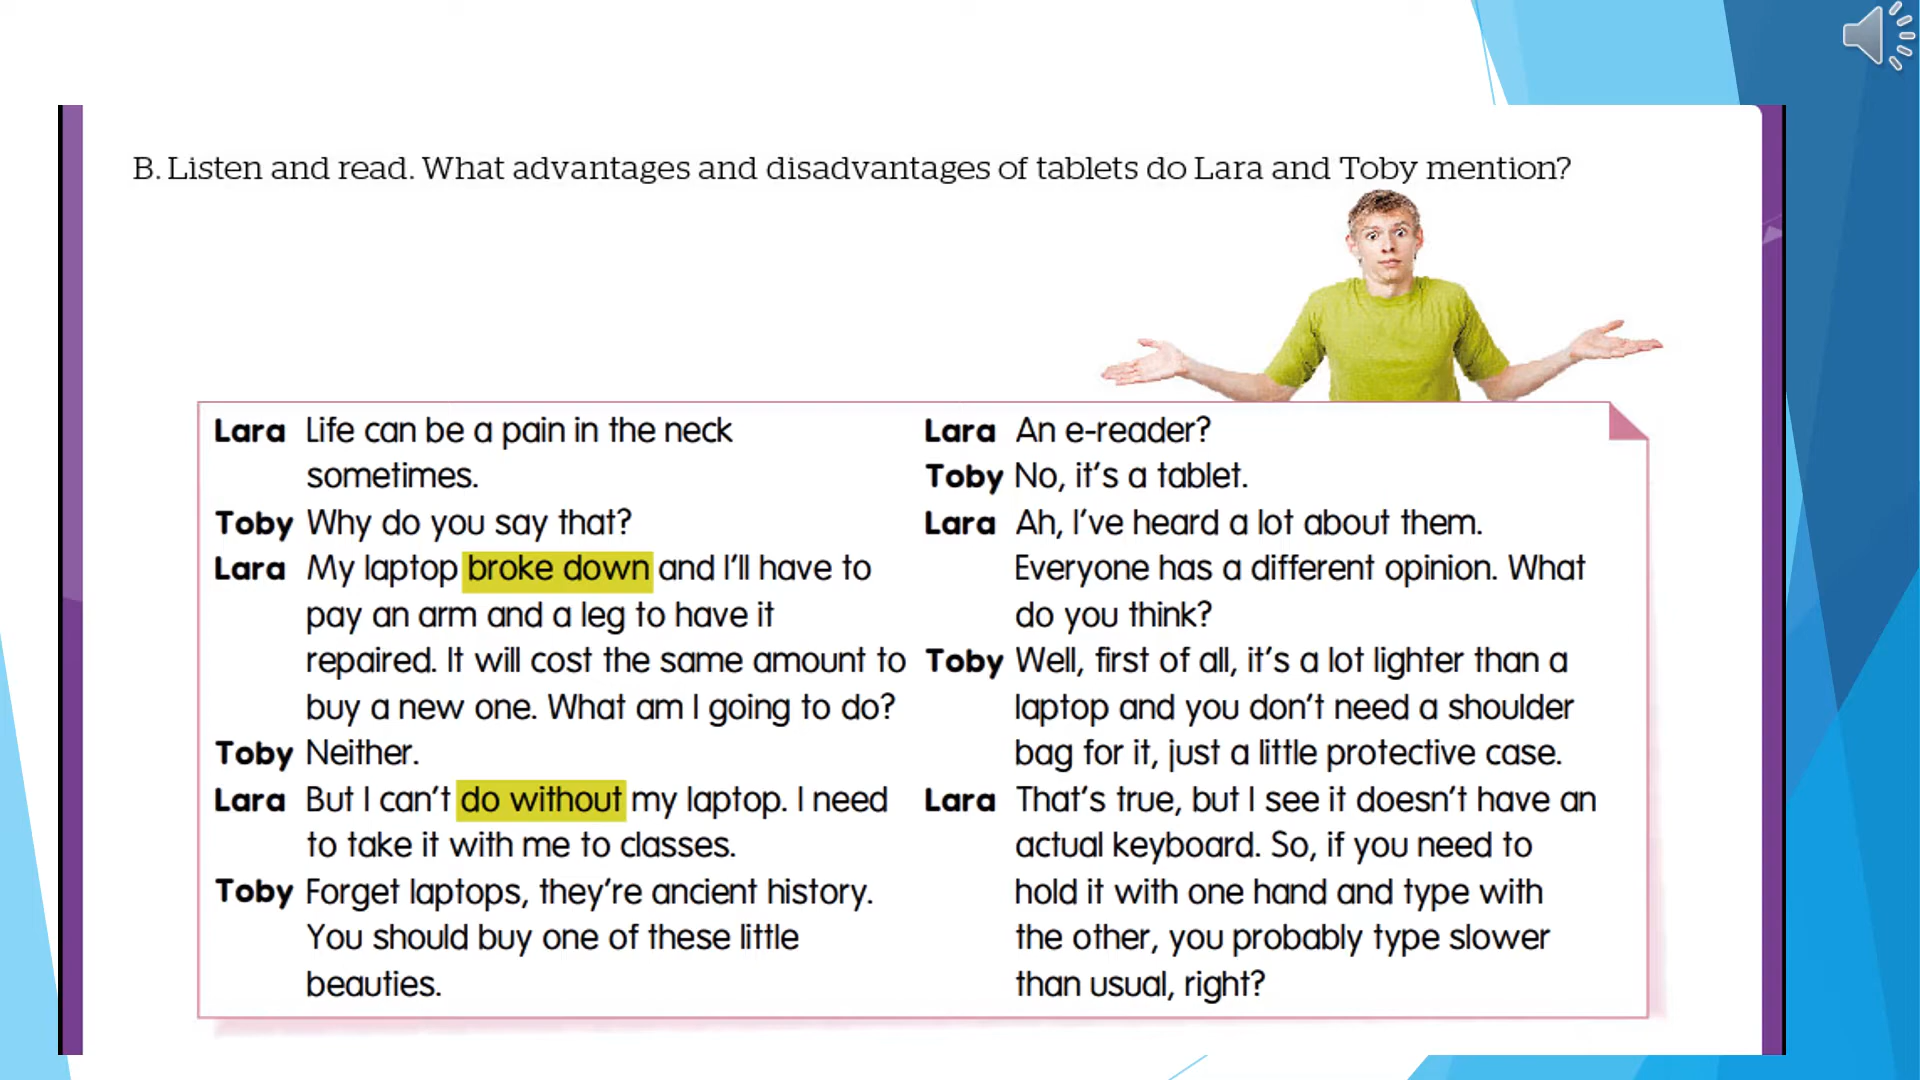 B. Listen and read. What advantages and disadvantages of tablets do Lara and Toby mention?
Lara Life can be a pain in the neck
sometimes.
Toby Why do you say that?
Lara My laptop broke down and I'll have to
pay an arm and a leg to have it
repaired. It will cost the same amount to
buy a new one. What am I going to do?
Toby Neither.
Lara But I can't do without my laptop. I need
to take it with me to classes.
Toby Forget laptops, they're ancient history.
You should buy one of these little
beauties.
Lara An e-reader?
Toby No, it's a tablet.
Lara Ah, I've heard a lot about them.
Everyone has a different opinion. What
do you think?
Toby Well, first of all, it's a lot lighter than a
laptop and you don't need a shoulder
bag for it, just a little protective case.
Lara That's true, but I see it doesn't have an
actual keyboard. So, if you need to
hold it with one hand and type with
the other, you probably type slower
than usual, right?